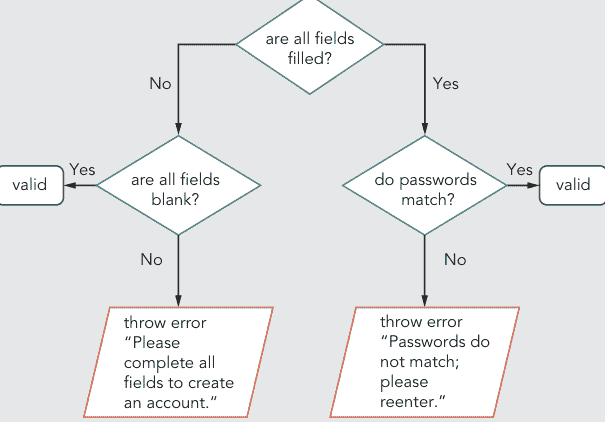 are all fields
filled?
No
Yes
valid
Yes
are all fields
blank?
do passwords
match?
Yes
valid
No
No
throw error
“Please
complete all
fields to create
an account.“
throw error
“Passwords do
not match;
please
reenter.“